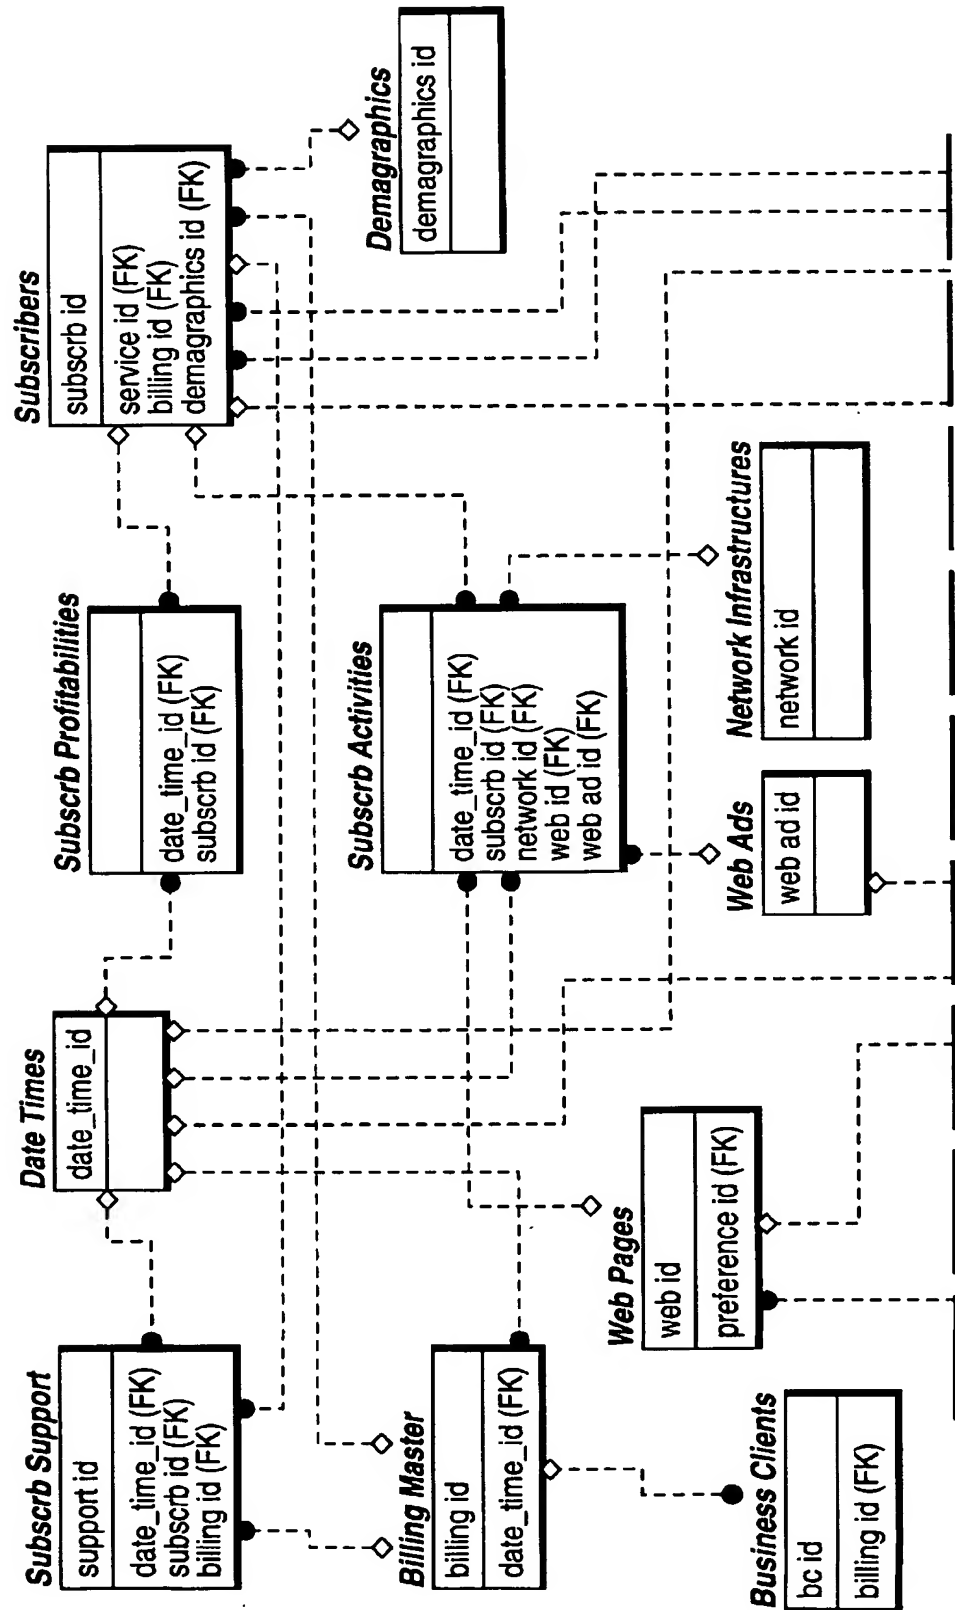 Subscrb Support
support id
date_time_id (FK)
subscrb id (FK)
billing id (FK)
Date Times
date_time_id
Subscrb Profitabilities
date_time_id (FK)
subscrb id (FK)
Subscribers
subscrb id
service id (FK)
billing id (FK)
demagraphics id (FK)
Billing Master
billing id
date_time_id (FK)
Subscrb Activities
date_time_id (FK)
subscrb id (FK)
network id (FK)
web id (FK)
web ad id (FK)
Demagraphics
demagraphics id
Business Clients
bc id
billing id (FK)
Web Pages
web id
preference id (FK)
Web Ads
web ad id
Network Infrastructures
network id